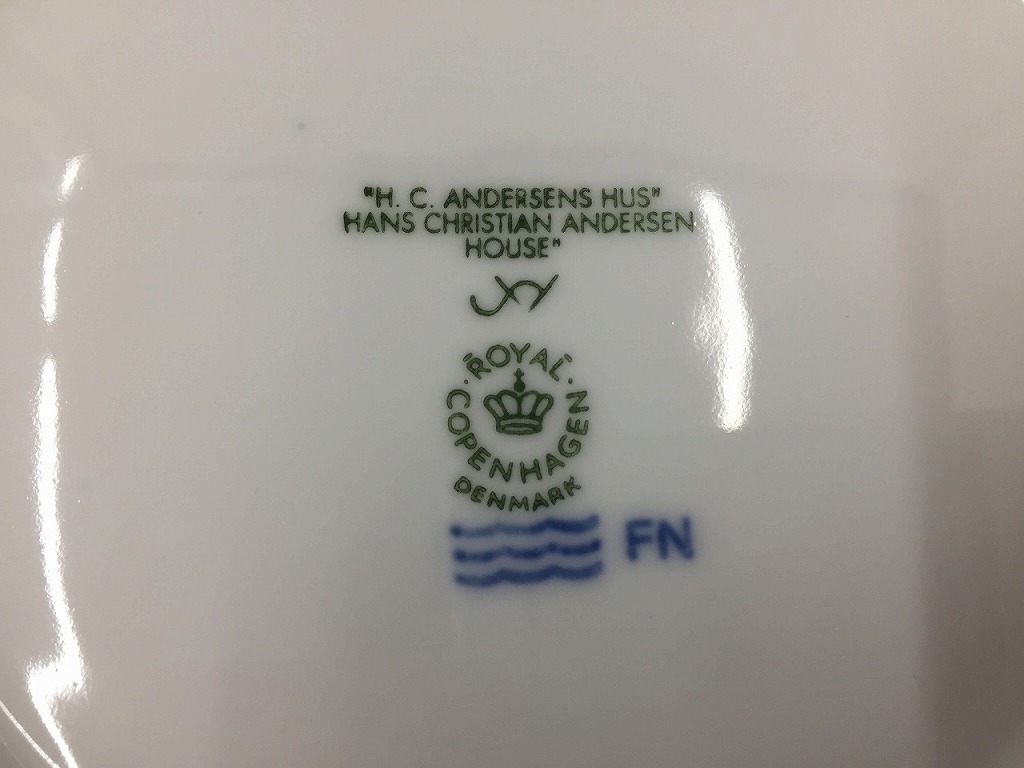 "H. C. ANDERSENS HUS"
HANS CHRISTIAN ANDERSEN
HOUSE"
·ROYAL·
COPENHAGEN
DENMARK
FN